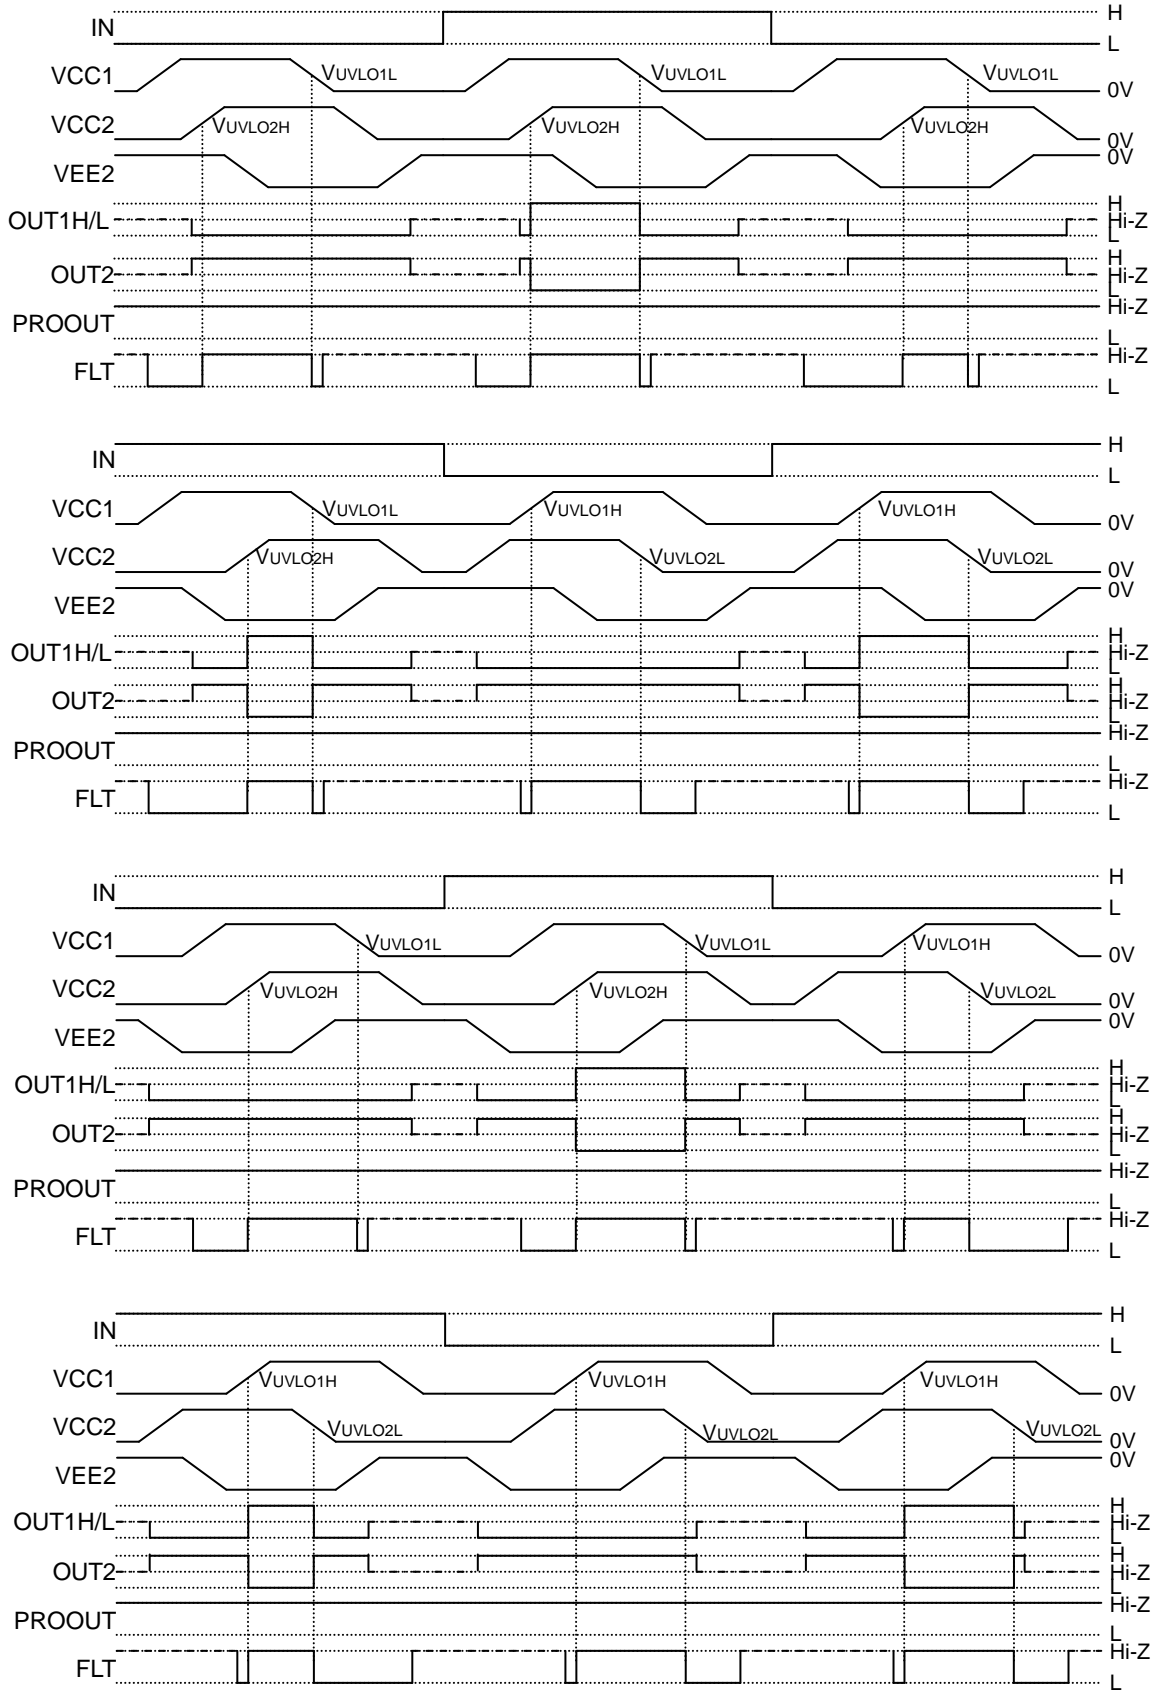 IN H
L
VCC1 VUVLO1L VUVLO1L VUVLO1L 0V
VCC2 VUVLO2H VUVLO2H VUVLO2H 0V
VEE2 0V
OUT1H/L H
Hi-Z
L
OUT2 H
Hi-Z
L
PROOUT Hi-Z
L
FLT Hi-Z
L
IN H
L
VCC1 VUVLO1L VUVLO1H VUVLO1H 0V
VCC2 VUVLO2H VUVLO2L VUVLO2L 0V
VEE2 0V
OUT1H/L H
Hi-Z
L
OUT2 H
Hi-Z
L
PROOUT Hi-Z
L
FLT Hi-Z
L
IN H
L
VCC1 VUVLO1L VUVLO1L VUVLO1H 0V
VCC2 VUVLO2H VUVLO2H VUVLO2L 0V
VEE2 0V
OUT1H/L H
Hi-Z
L
OUT2 H
Hi-Z
L
PROOUT Hi-Z
L
FLT Hi-Z
L
IN H
L
VCC1 VUVLO1H VUVLO1H VUVLO1H 0V
VCC2 VUVLO2L VUVLO2L VUVLO2L 0V
VEE2 0V
OUT1H/L H
Hi-Z
L
OUT2 H
Hi-Z
L
PROOUT Hi-Z
L
FLT Hi-Z
L